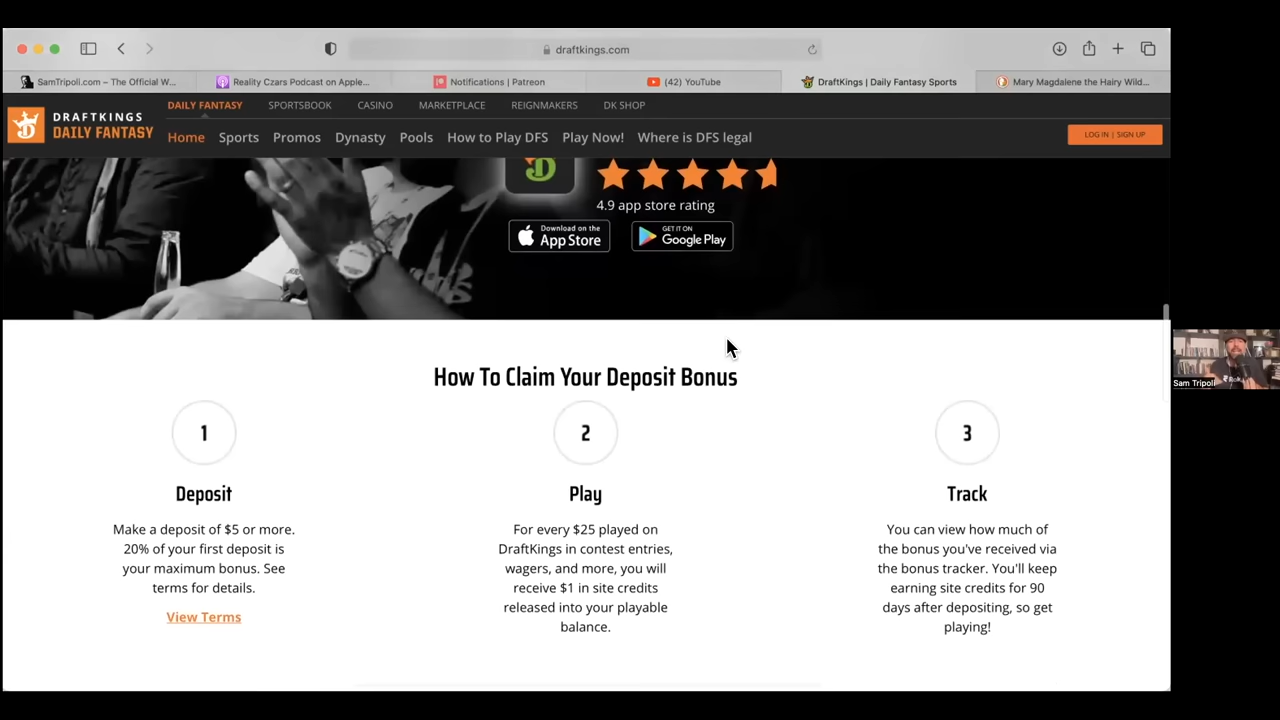 draftkings.com
SamTripoli.com – The Official W...
Reality Czars Podcast on Apple...
Notifications | Patreon
(42) YouTube
DraftKings | Daily Fantasy Sports
Mary Magdalene the Hairy Wild...
DRAFTKINGS
DAILY FANTASY
DAILY FANTASY
SPORTSBOOK
CASINO
MARKETPLACE
REIGNMAKERS
DK SHOP
Home
Sports
Promos
Dynasty
Pools
How to Play DFS
Play Now!
Where is DFS legal
LOG IN | SIGN UP
4.9 app store rating
Download on the
App Store
GET IT ON
Google Play
Sam Tripoli
How To Claim Your Deposit Bonus
1
Deposit
Make a deposit of $5 or more.
20% of your first deposit is
your maximum bonus. See
terms for details.
View Terms
2
Play
For every $25 played on
DraftKings in contest entries,
wagers, and more, you will
receive $1 in site credits
released into your playable
balance.
3
Track
You can view how much of
the bonus you've received via
the bonus tracker. You'll keep
earning site credits for 90
days after depositing, so get
playing!